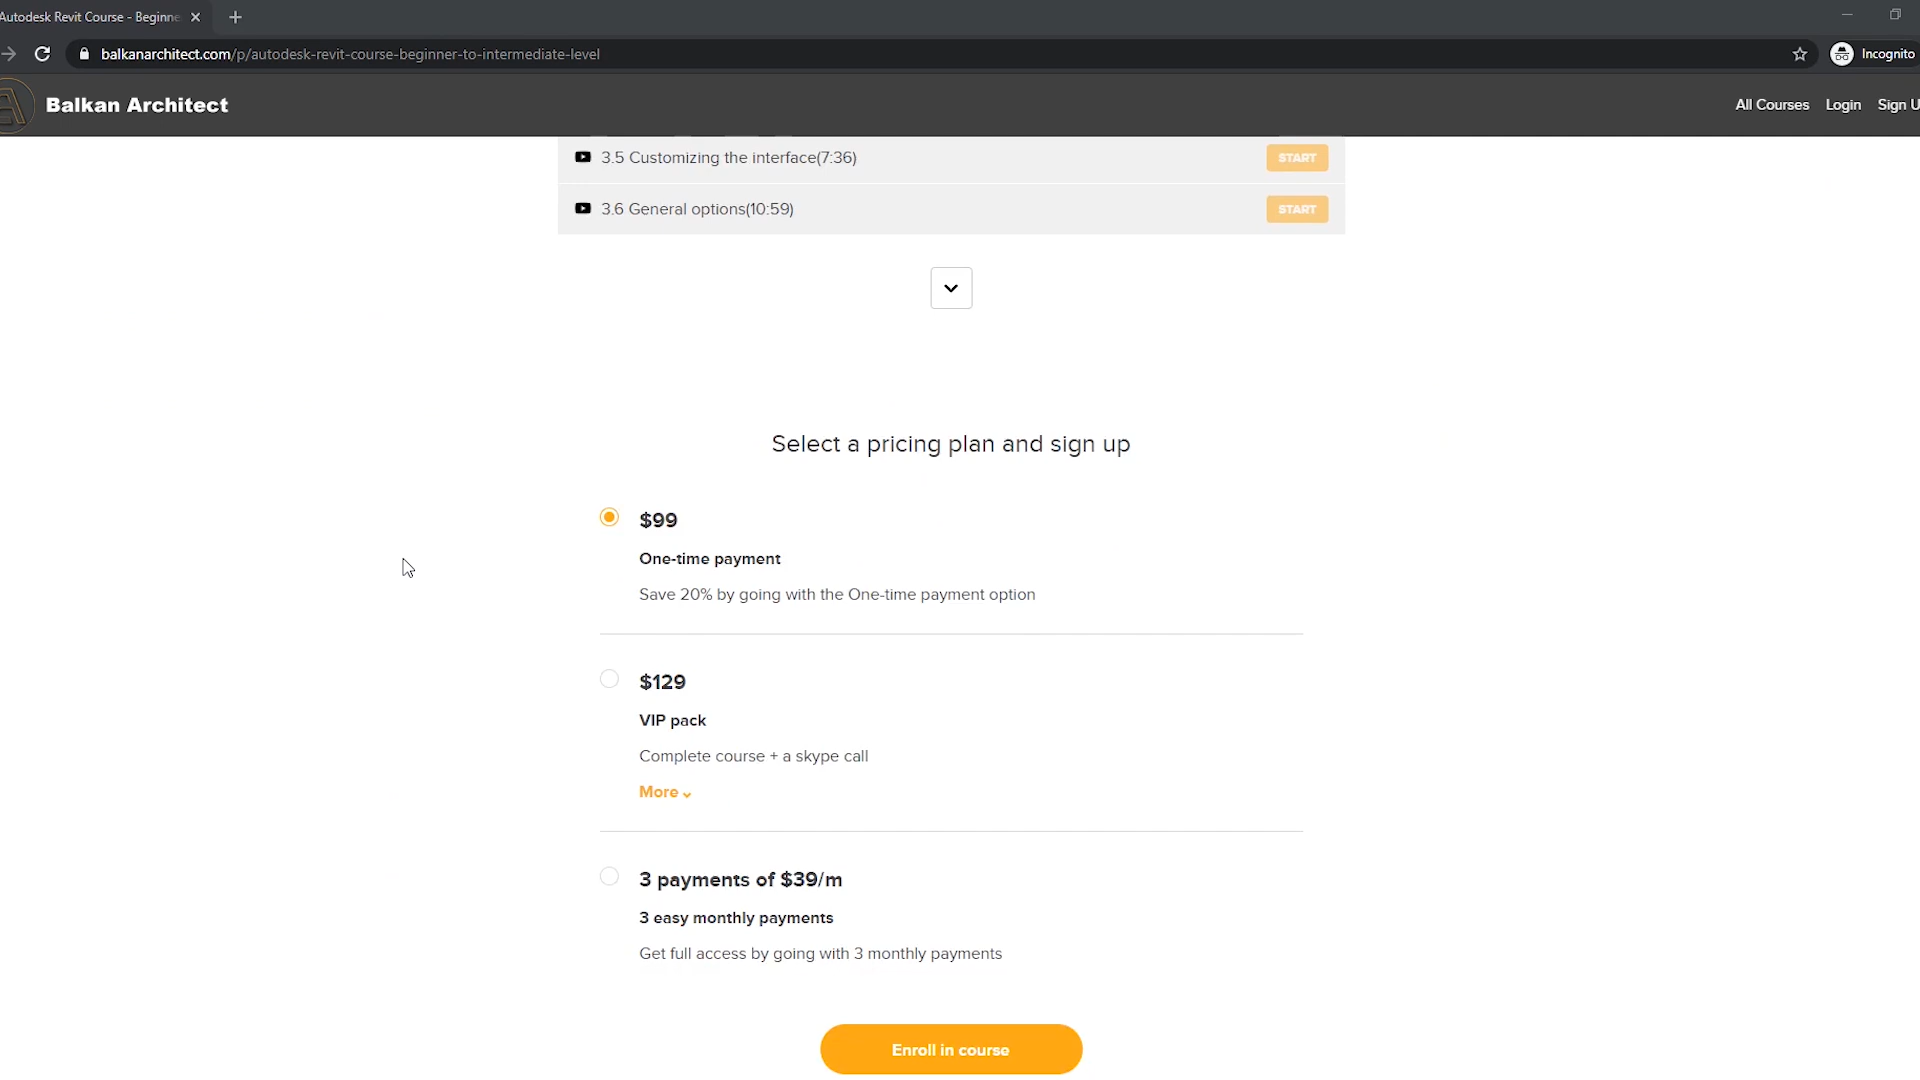 Autodesk Revit Course - Beginne
balkanarchitect.com/p/autodesk-revit-course-beginner-to-intermediate-level
Incognito
Balkan Architect
All Courses Login Sign U
3.5 Customizing the interface(7:36) START
3.6 General options(10:59) START
Select a pricing plan and sign up
$99
One-time payment
Save 20% by going with the One-time payment option
$129
VIP pack
Complete course + a skype call
More
3 payments of $39/m
3 easy monthly payments
Get full access by going with 3 monthly payments
Enroll in course